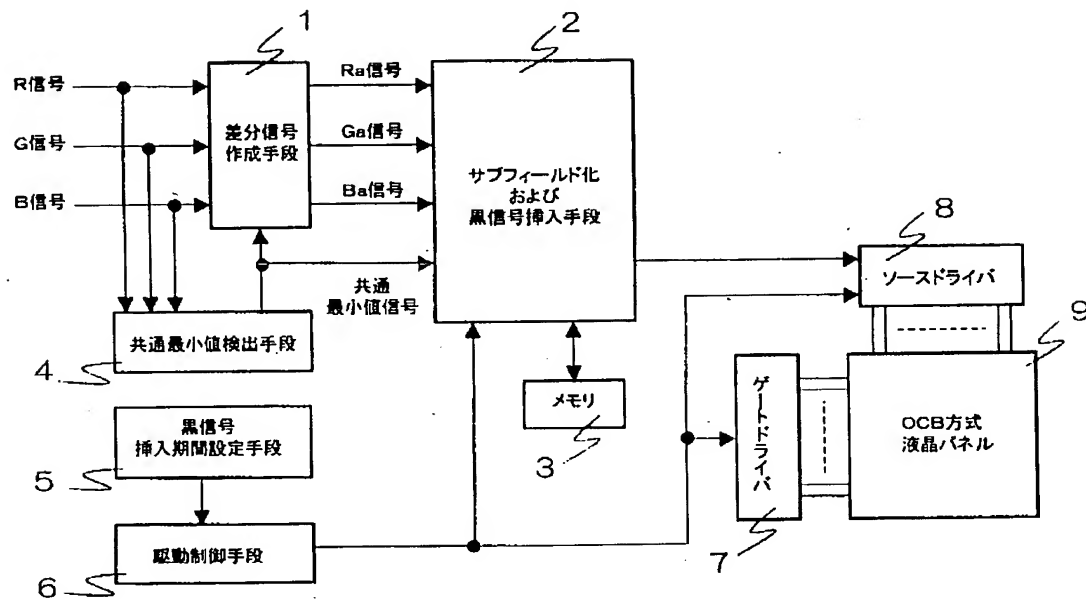 1
2
R信号
G信号
B信号
差分信号
作成手段
Ra信号
Ga信号
Ba信号
共通
最小値信号
サブフィールド化
および
黒信号挿入手段
8
ソースドライバ
共通最小値検出手段
4
メモリ
3
9
ゲートドライバ
OCB方式
液晶パネル
黒信号
挿入期間設定手段
5
7
駆動制御手段
6